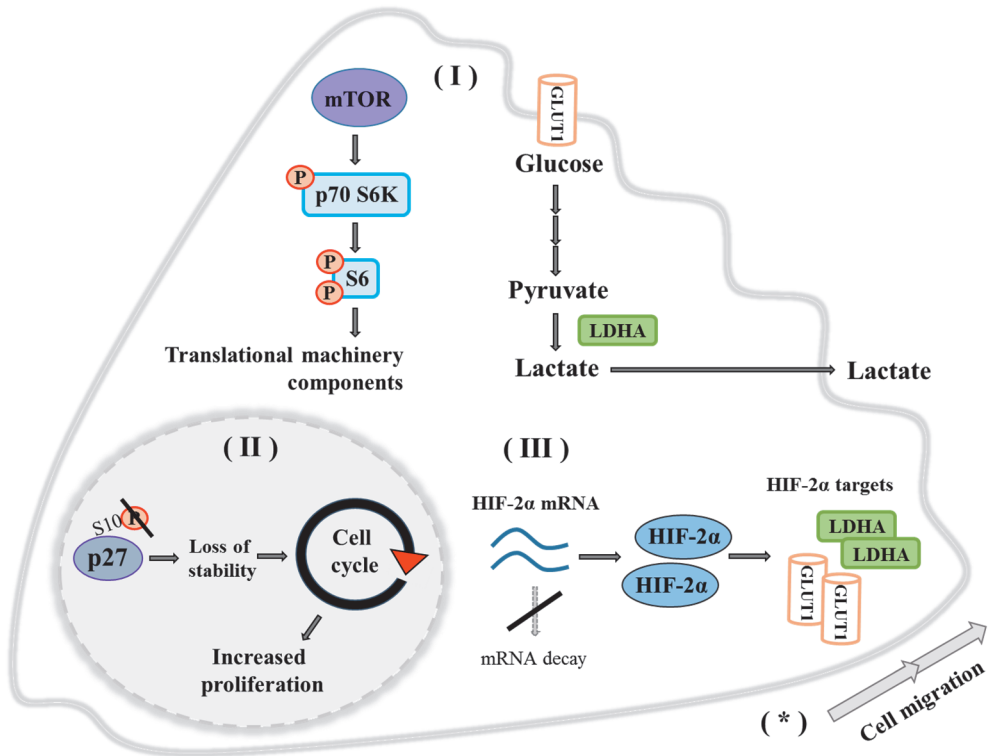 ( I )
mTOR
P
p70 S6K
P
P
S6
Translational machinery
components
GLUT1
Glucose
Pyruvate
LDHA
Lactate
Lactate
( II )
S10
P
p27
Loss of
stability
Cell
cycle
Increased
proliferation
( III )
HIF-2α mRNA
mRNA decay
HIF-2α
HIF-2α
HIF-2α targets
LDHA
LDHA
GLUT1
GLUT1
( * )
Cell migration